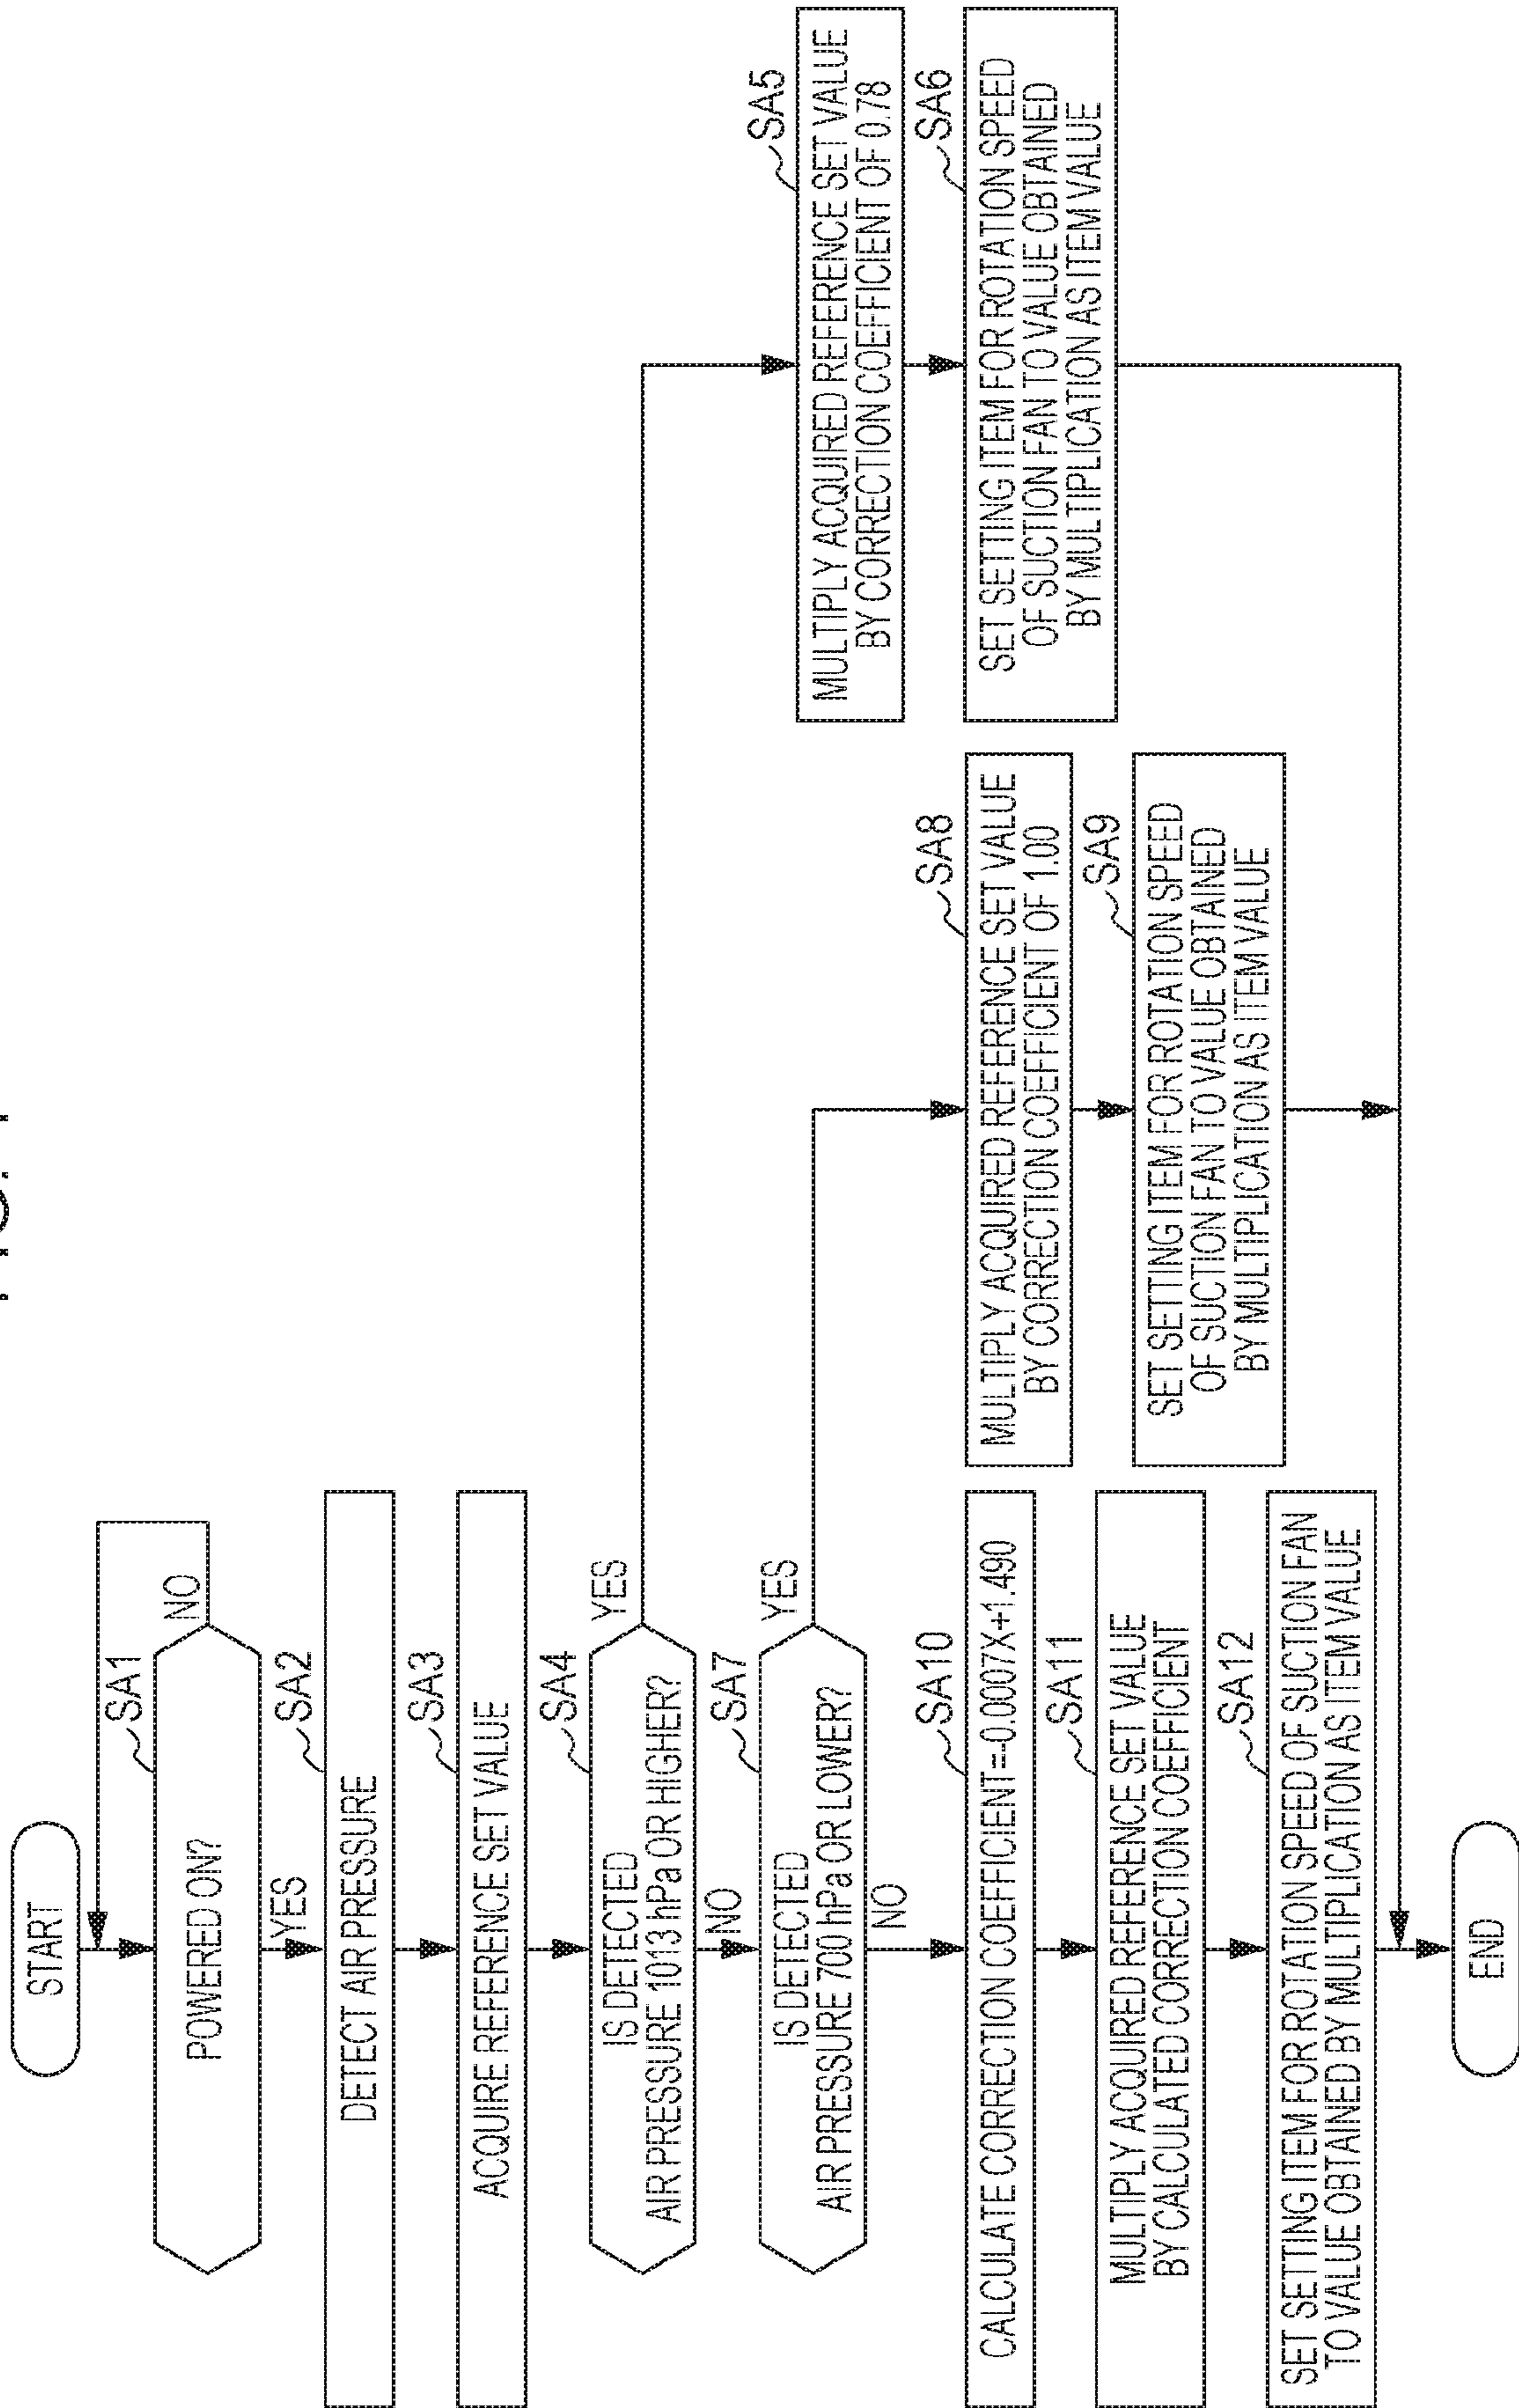 START
SA1
POWERED ON?
NO
YES
SA2
DETECT AIR PRESSURE
SA3
ACQUIRE REFERENCE SET VALUE
SA4
IS DETECTED
AIR PRESSURE 1013 hPa OR HIGHER?
YES
NO
SA5
MULTIPLY ACQUIRED REFERENCE SET VALUE
BY CORRECTION COEFFICIENT OF 0.78
SA6
SET SETTING ITEM FOR ROTATION SPEED
OF SUCTION FAN TO VALUE OBTAINED
BY MULTIPLICATION AS ITEM VALUE
SA7
IS DETECTED
AIR PRESSURE 700 hPa OR LOWER?
YES
NO
SA8
MULTIPLY ACQUIRED REFERENCE SET VALUE
BY CORRECTION COEFFICIENT OF 1.00
SA9
SET SETTING ITEM FOR ROTATION SPEED
OF SUCTION FAN TO VALUE OBTAINED
BY MULTIPLICATION AS ITEM VALUE
SA10
CALCULATE CORRECTION COEFFICIENT=-0.0007X+1.490
SA11
MULTIPLY ACQUIRED REFERENCE SET VALUE
BY CALCULATED CORRECTION COEFFICIENT
SA12
SET SETTING ITEM FOR ROTATION SPEED OF SUCTION FAN
TO VALUE OBTAINED BY MULTIPLICATION AS ITEM VALUE
END